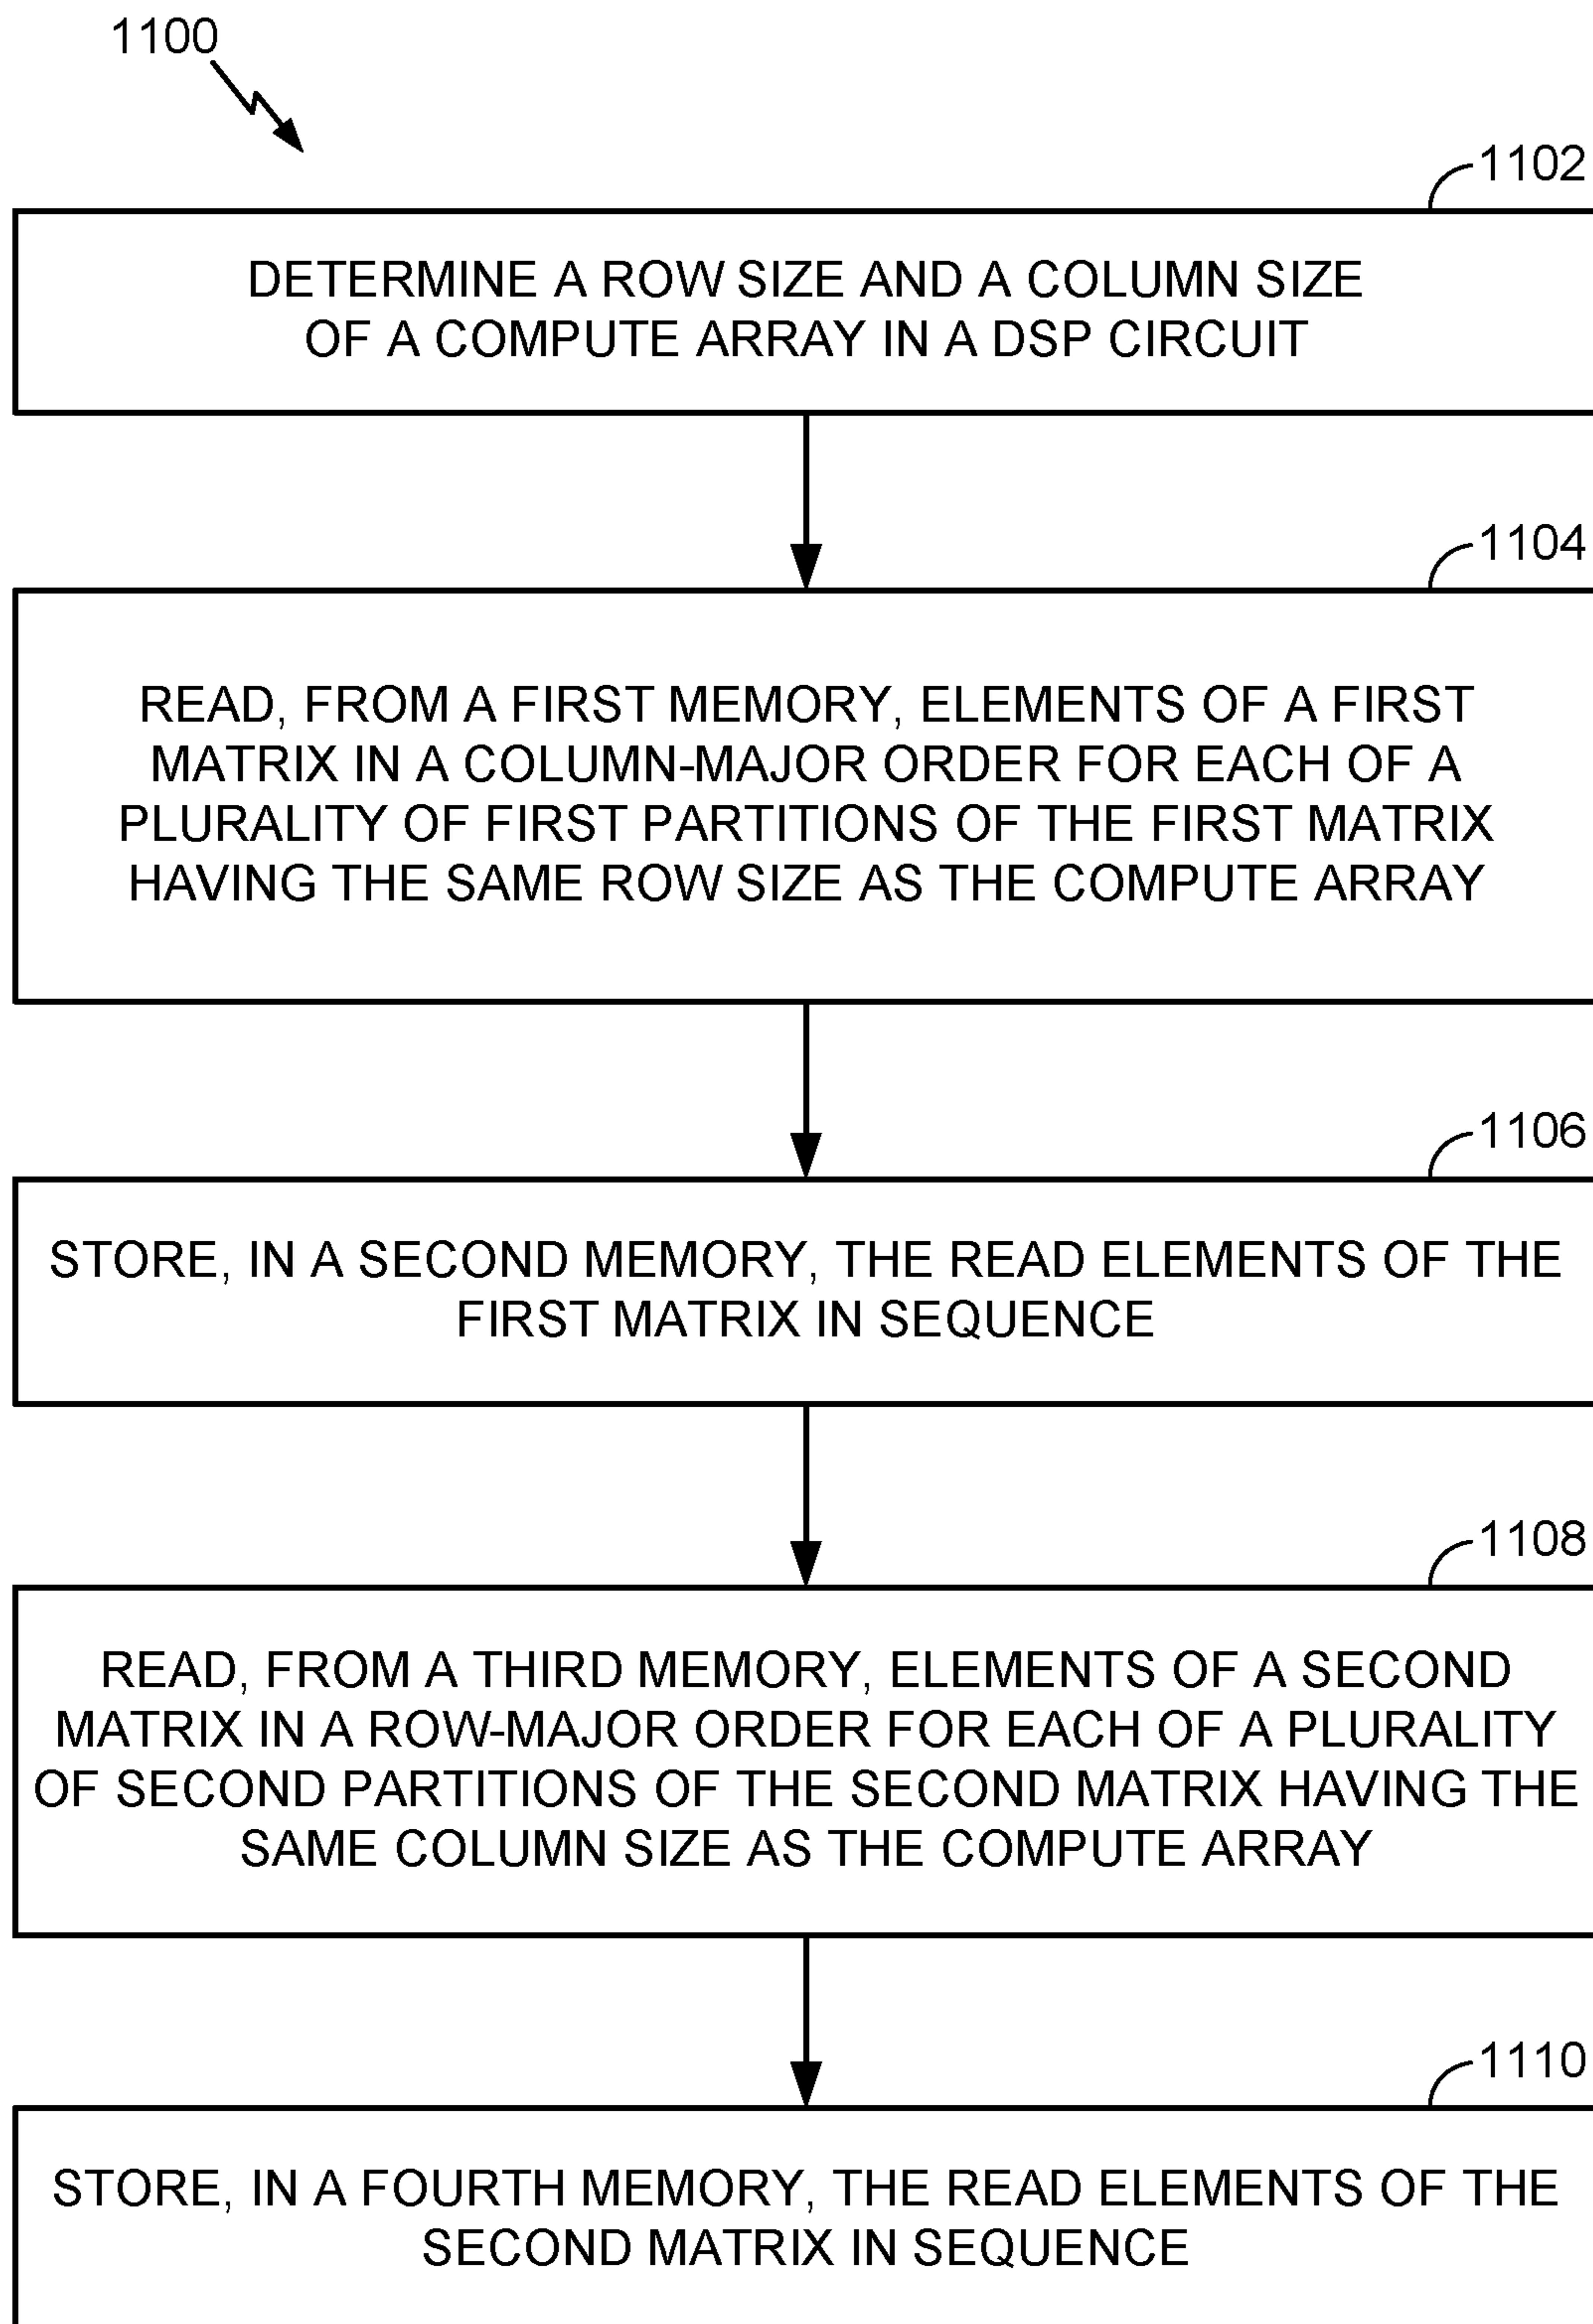 1100
1102
DETERMINE A ROW SIZE AND A COLUMN SIZE
OF A COMPUTE ARRAY IN A DSP CIRCUIT
1104
READ, FROM A FIRST MEMORY, ELEMENTS OF A FIRST
MATRIX IN A COLUMN-MAJOR ORDER FOR EACH OF A
PLURALITY OF FIRST PARTITIONS OF THE FIRST MATRIX
HAVING THE SAME ROW SIZE AS THE COMPUTE ARRAY
1106
STORE, IN A SECOND MEMORY, THE READ ELEMENTS OF THE
FIRST MATRIX IN SEQUENCE
1108
READ, FROM A THIRD MEMORY, ELEMENTS OF A SECOND
MATRIX IN A ROW-MAJOR ORDER FOR EACH OF A PLURALITY
OF SECOND PARTITIONS OF THE SECOND MATRIX HAVING THE
SAME COLUMN SIZE AS THE COMPUTE ARRAY
1110
STORE, IN A FOURTH MEMORY, THE READ ELEMENTS OF THE
SECOND MATRIX IN SEQUENCE